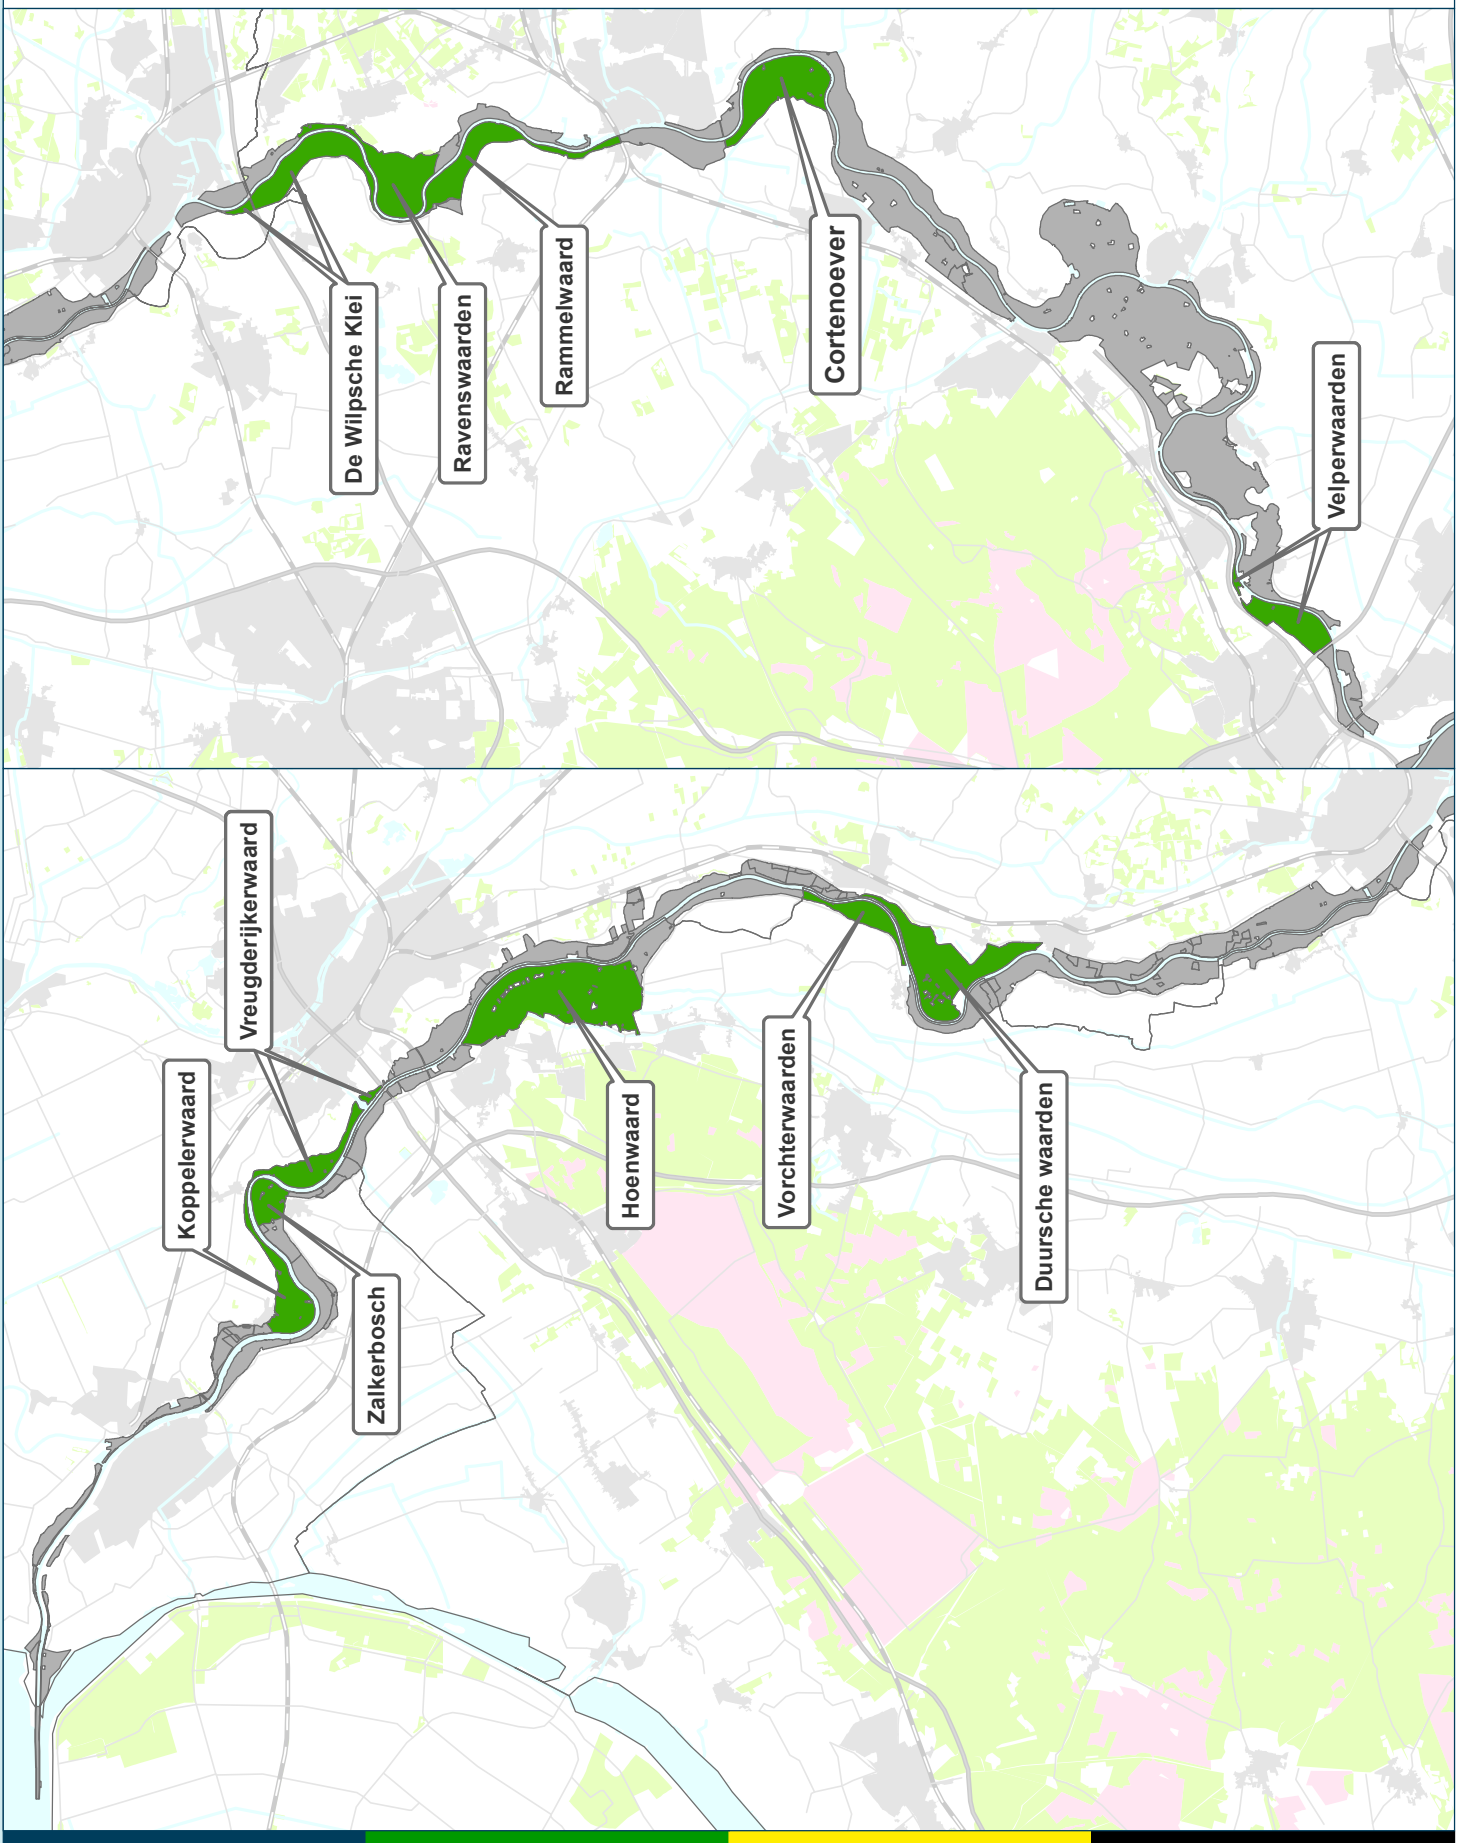 De Wilpsche Klei
Ravenswaarden
Rammelwaard
Cortenoever
Velperwaarden
Vreugderijkerwaard
Koppelerwaard
Zalkerbosch
Hoenwaard
Vorchterwaarden
Duursche waarden